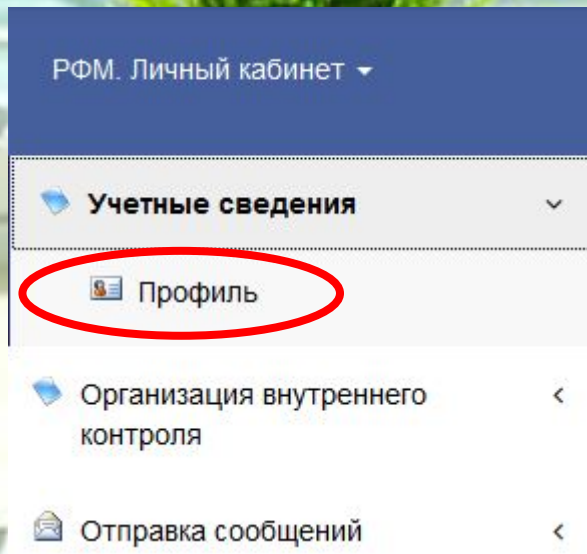 РФМ. Личный кабинет
Учетные сведения
Профиль
Организация внутреннего
контроля
Отправка сообщений